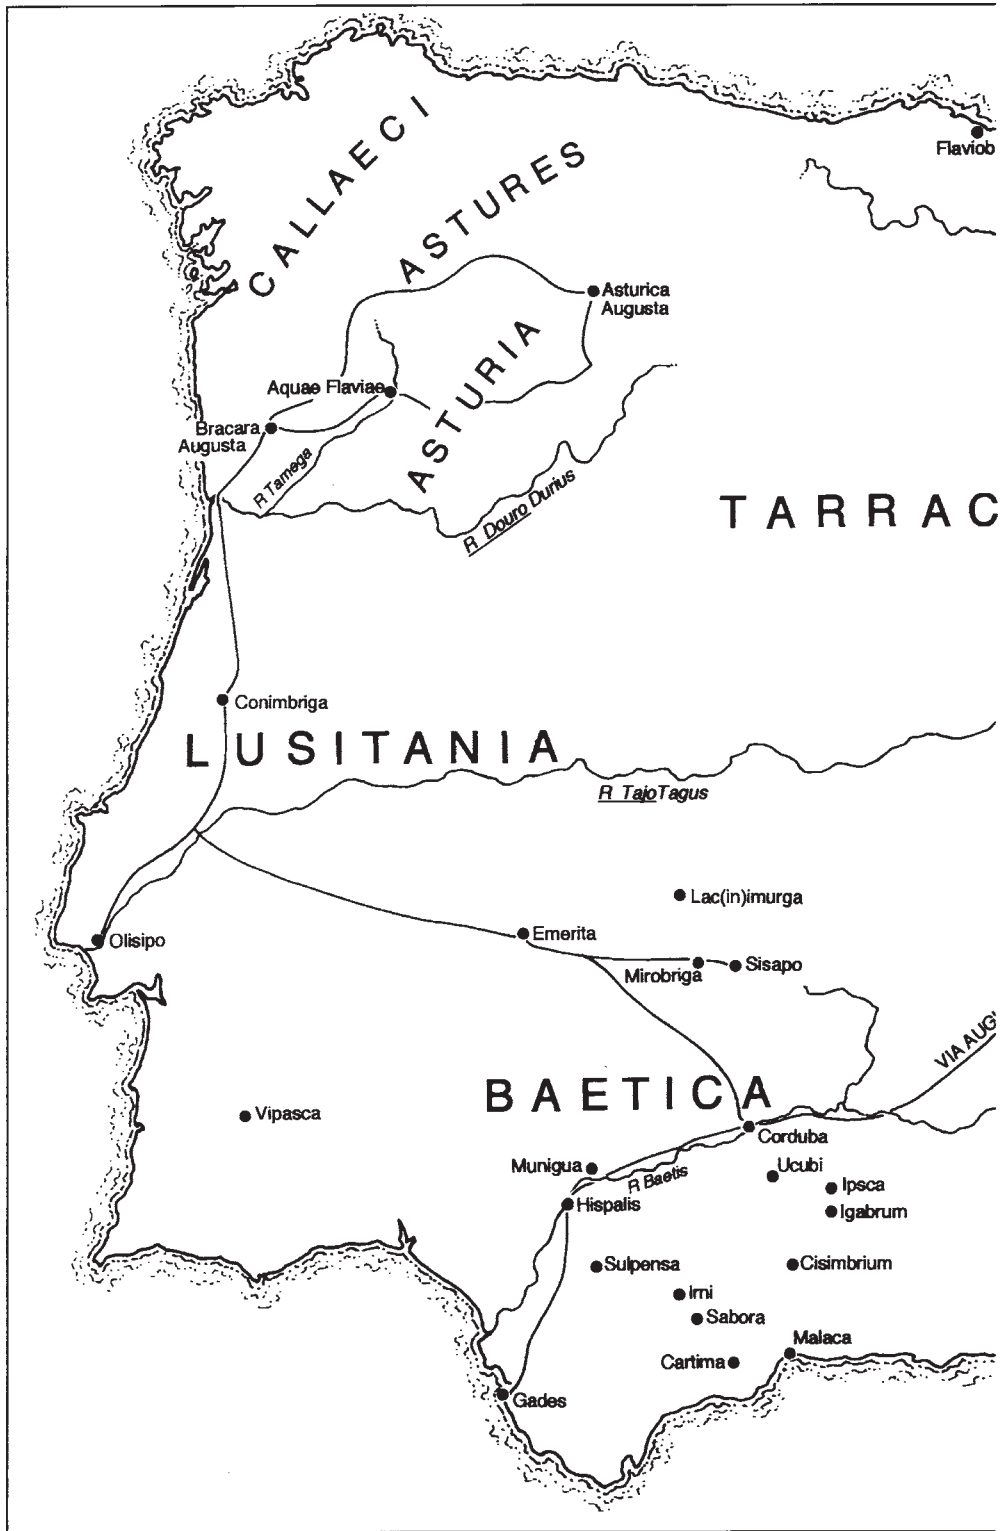 CALLAECI
ASTURES
Flaviob
Asturica
Augusta
ASTURIA
Aquae Flaviae
Bracara
Augusta
R Tamega
R Douro Durius
TARRAC
Conimbriga
LUSITANIA
R Tajo Tagus
Lac(in)imurga
Olisipo
Emerita
Mirobriga
Sisapo
VIA AUG
BAETICA
Vipasca
Corduba
Munigua
R Baetis
Ucubi
Ipsca
Hispalis
Igabrum
Sulpensa
Cisimbrium
Irni
Sabora
Malaca
Cartima
Gades